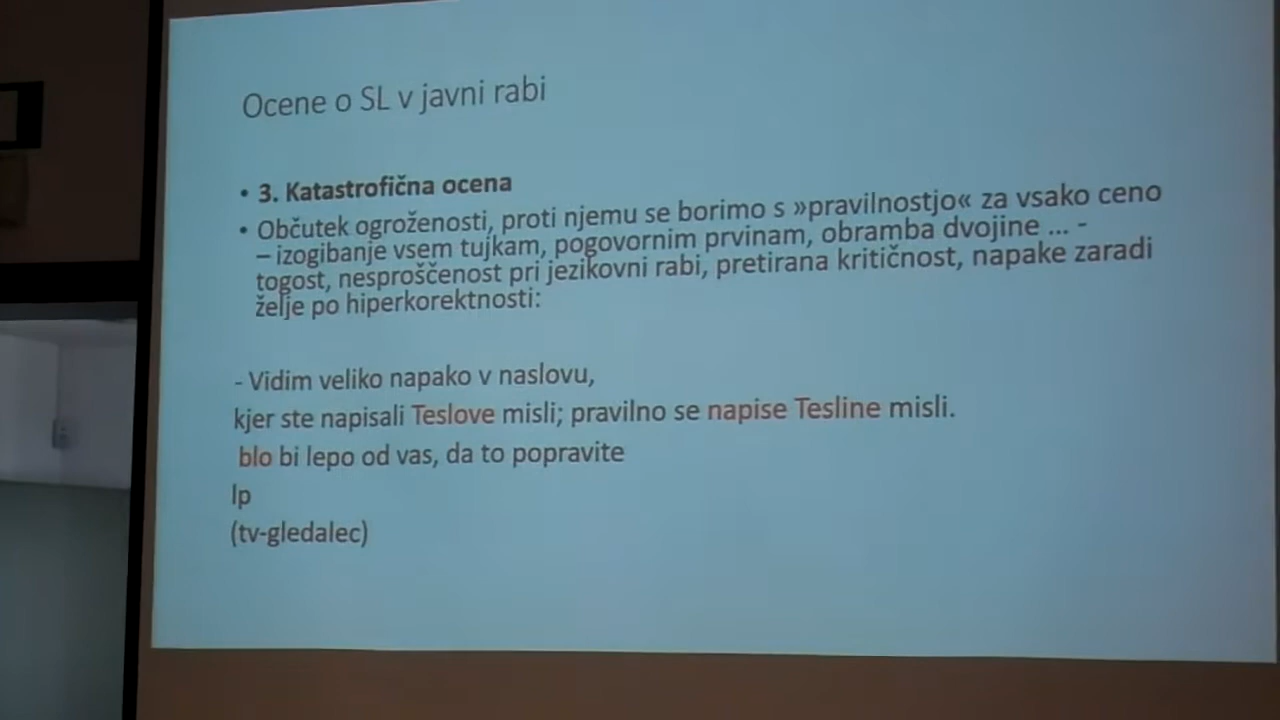 Ocene o SL v javni rabi
• 3. Katastrofična ocena
• Občutek ogroženosti, proti njemu se borimo s »pravilnostjo« za vsako ceno
– izogibanje vsem tujkam, pogovornim prvinam, obramba dvojine ... -
togost, nesproščenost pri jezikovni rabi, pretirana kritičnost, napake zaradi
želje po hiperkorektnosti:
- Vidim veliko napako v naslovu,
kjer ste napisali Teslove misli; pravilno se napise Tesline misli.
blo bi lepo od vas, da to popravite
lp
(tv-gledalec)